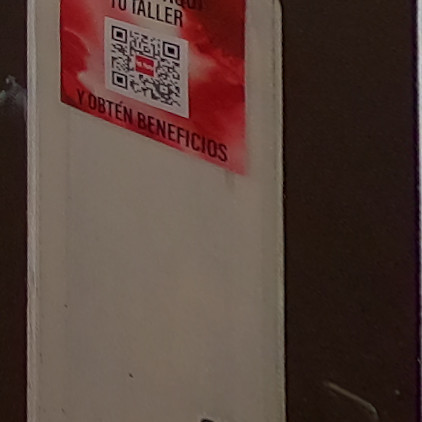 TU TALLER
Y OBTÉN BENEFICIOS